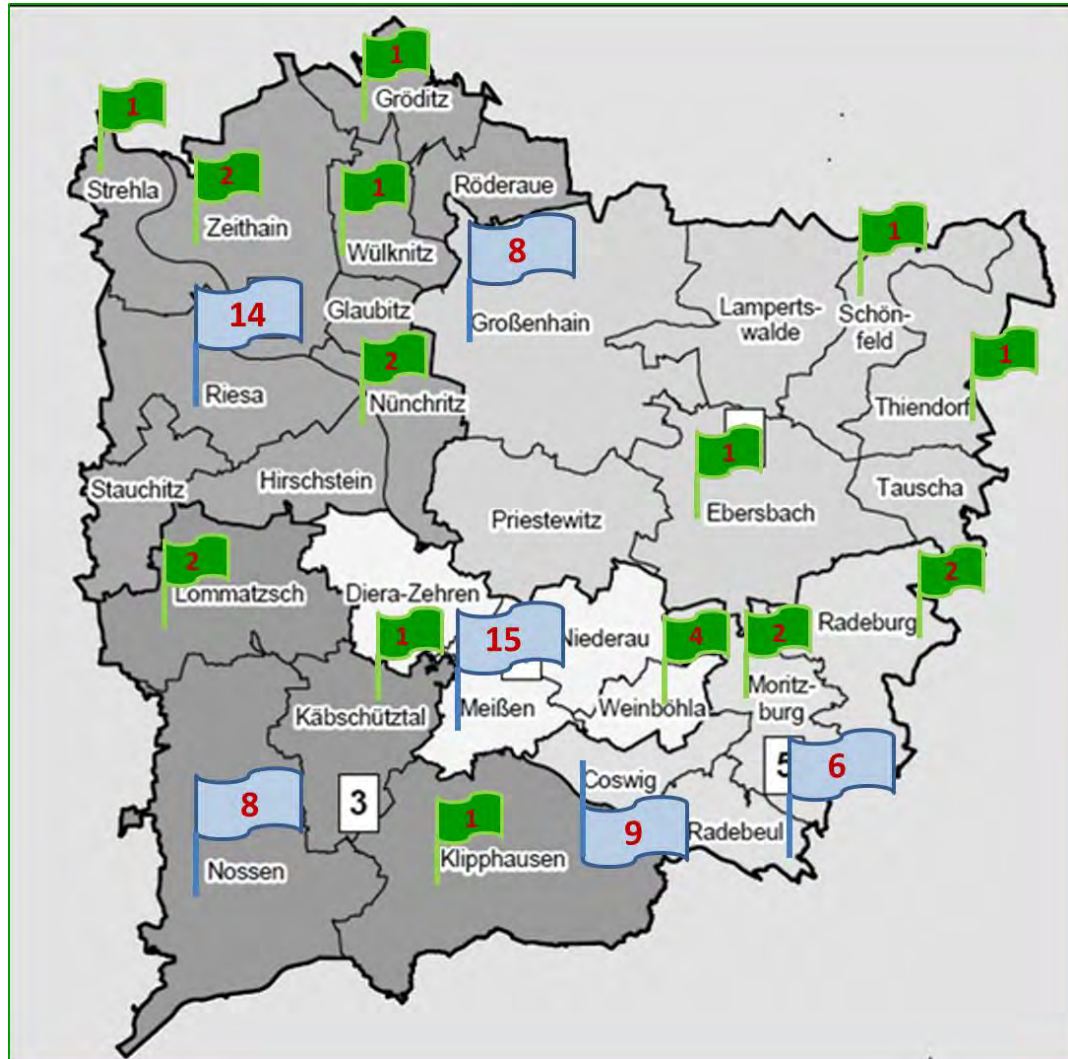 1
Gröditz
1
Strehla
2
Zeithain
1
Wülknitz
Röderaue
8
Großenhain
1
Schön-
feld
Lamperts-
walde
Glaubitz
14
Riesa
2
Nünchritz
1
Thiendorf
1
Ebersbach
Tauscha
Stauchitz
Hirschstein
Priestewitz
2
Lommatzsch
Diera-Zehren
1
Käbschütztal
15
Meißen
Niederau
4
Weinböhla
2
Moritz-
burg
2
Radeburg
8
Nossen
3
1
Klipphausen
Coswig
9
5
6
Radebeul